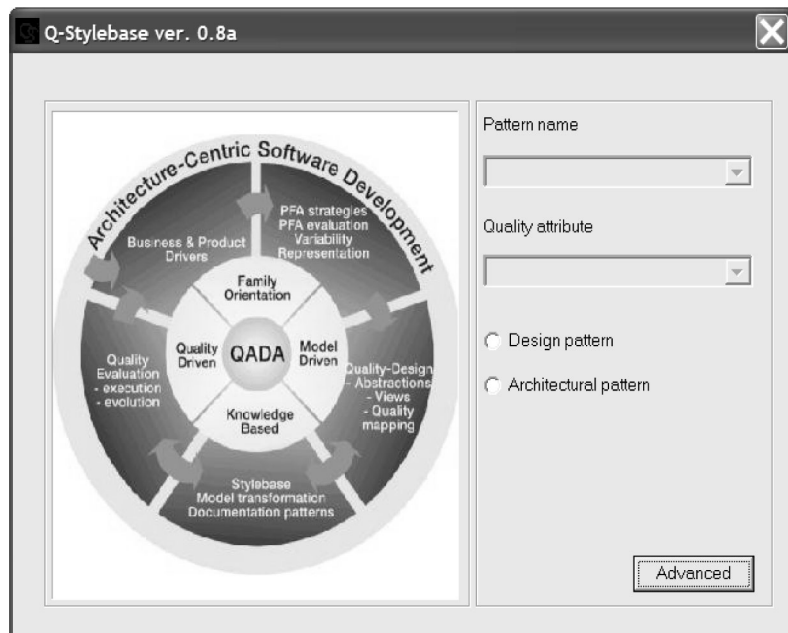 Q-Stylebase ver. 0.8a
Architecture-Centric Software Development
Business & Product
Drivers
PFA strategies
PFA evaluation
Variability
Representation
Family
Orientation
Quality
Driven
QADA
Model
Driven
Knowledge
Based
Quality
Evaluation
- execution
- evolution
Quality-Design
- Abstractions
- Views
- Quality
mapping
Stylebase
Model transformation
Documentation patterns
Pattern name
Quality attribute
Design pattern
Architectural pattern
Advanced